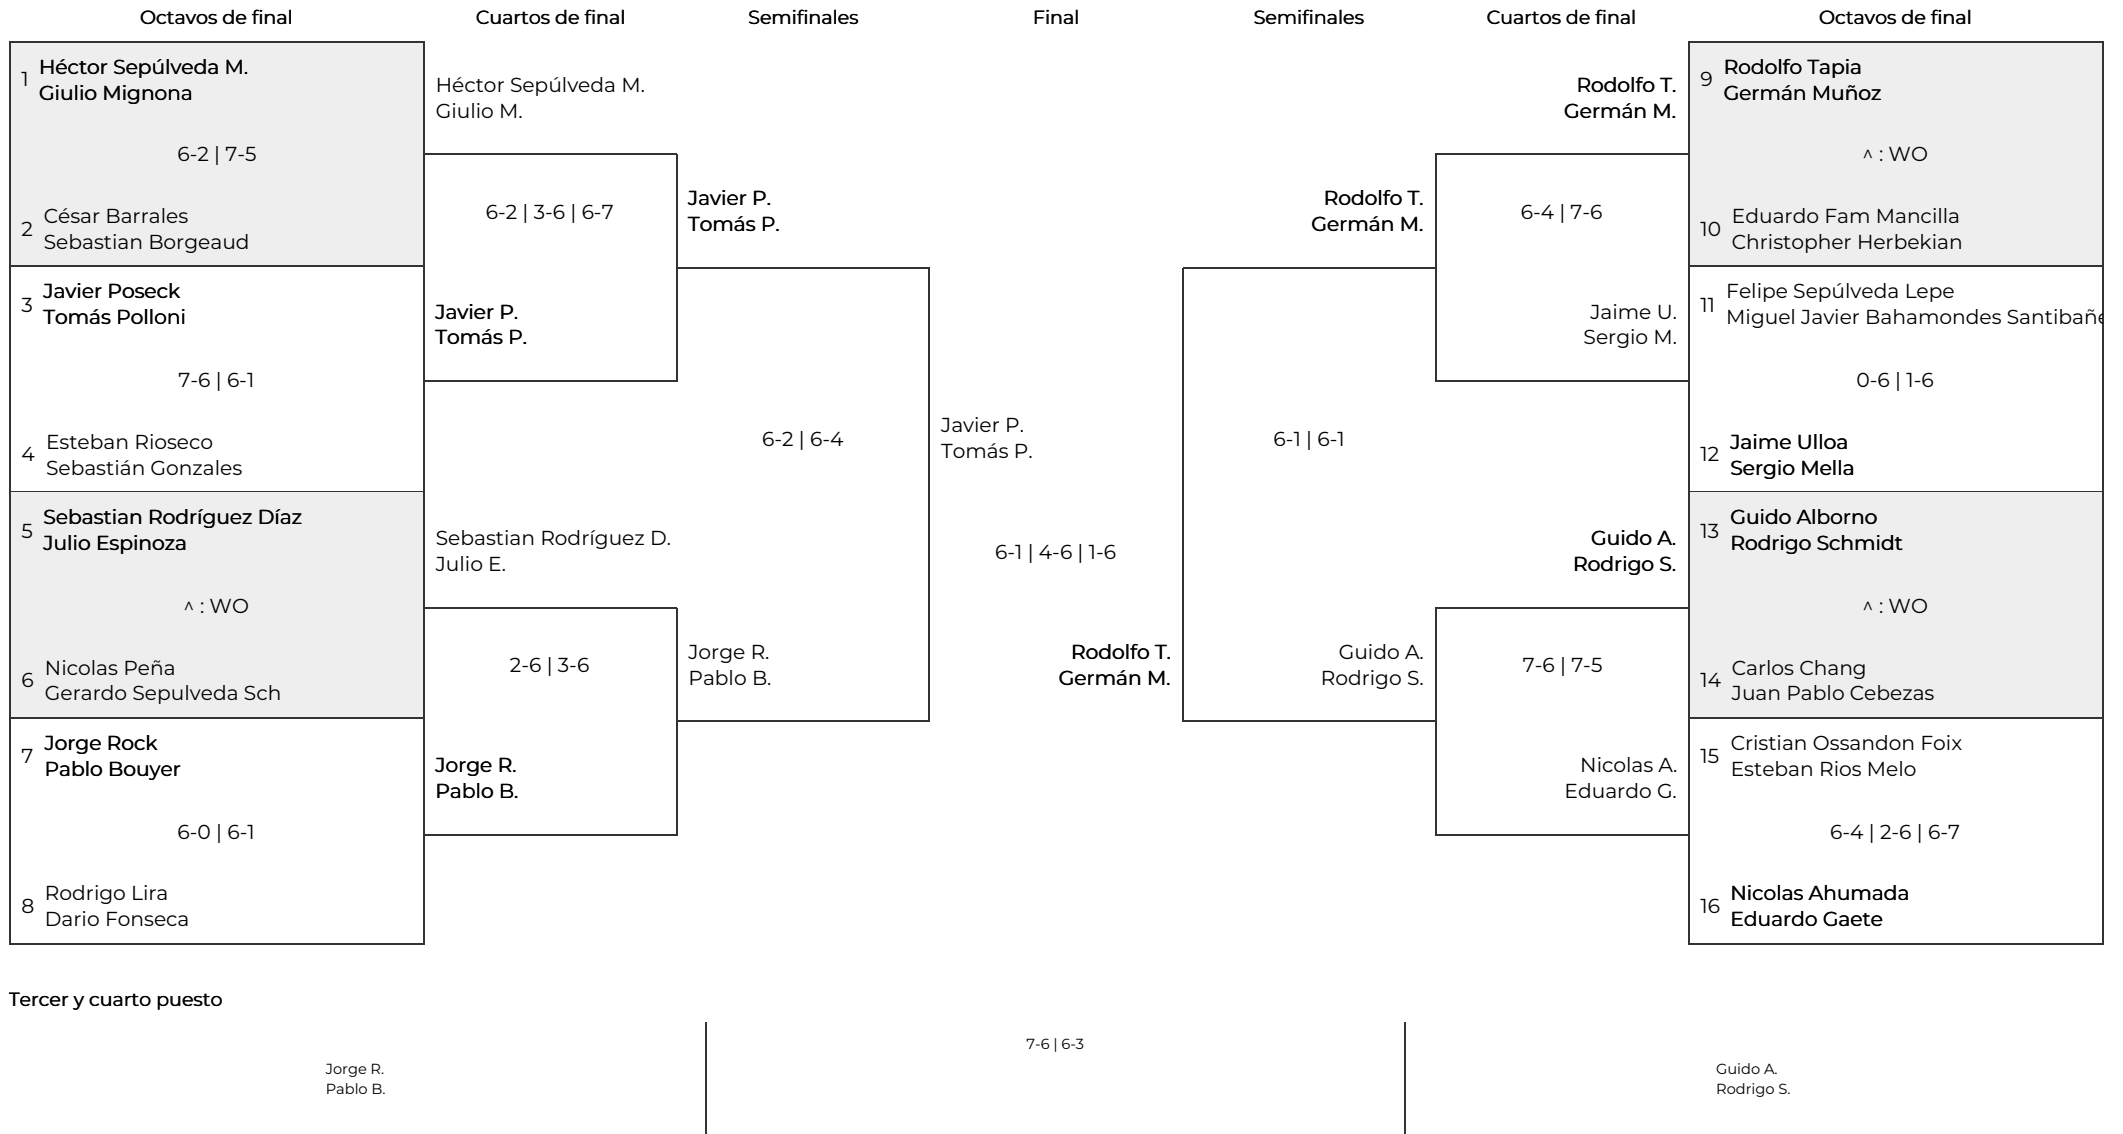 Octavos de final
Cuartos de final
Semifinales
Final
Semifinales
Cuartos de final
Octavos de final
1
Héctor Sepúlveda M.
Giulio Mignona
6-2 | 7-5
2
César Barrales
Sebastian Borgeaud
3
Javier Poseck
Tomás Polloni
7-6 | 6-1
4
Esteban Rioseco
Sebastián Gonzales
5
Sebastian Rodríguez Díaz
Julio Espinoza
^ : WO
6
Nicolas Peña
Gerardo Sepulveda Sch
7
Jorge Rock
Pablo Bouyer
6-0 | 6-1
8
Rodrigo Lira
Dario Fonseca
Héctor Sepúlveda M.
Giulio M.
6-2 | 3-6 | 6-7
Javier P.
Tomás P.
Sebastian Rodríguez D.
Julio E.
2-6 | 3-6
Jorge R.
Pablo B.
Javier P.
Tomás P.
6-2 | 6-4
Jorge R.
Pablo B.
Javier P.
Tomás P.
6-1 | 4-6 | 1-6
Rodolfo T.
Germán M.
Rodolfo T.
Germán M.
6-1 | 6-1
Guido A.
Rodrigo S.
Rodolfo T.
Germán M.
6-4 | 7-6
Jaime U.
Sergio M.
Guido A.
Rodrigo S.
7-6 | 7-5
Nicolas A.
Eduardo G.
9
Rodolfo Tapia
Germán Muñoz
^ : WO
10
Eduardo Fam Mancilla
Christopher Herbekian
11
Felipe Sepúlveda Lepe
Miguel Javier Bahamondes Santibañe
0-6 | 1-6
12
Jaime Ulloa
Sergio Mella
13
Guido Alborno
Rodrigo Schmidt
^ : WO
14
Carlos Chang
Juan Pablo Cebezas
15
Cristian Ossandon Foix
Esteban Rios Melo
6-4 | 2-6 | 6-7
16
Nicolas Ahumada
Eduardo Gaete
Tercer y cuarto puesto
Jorge R.
Pablo B.
7-6 | 6-3
Guido A.
Rodrigo S.